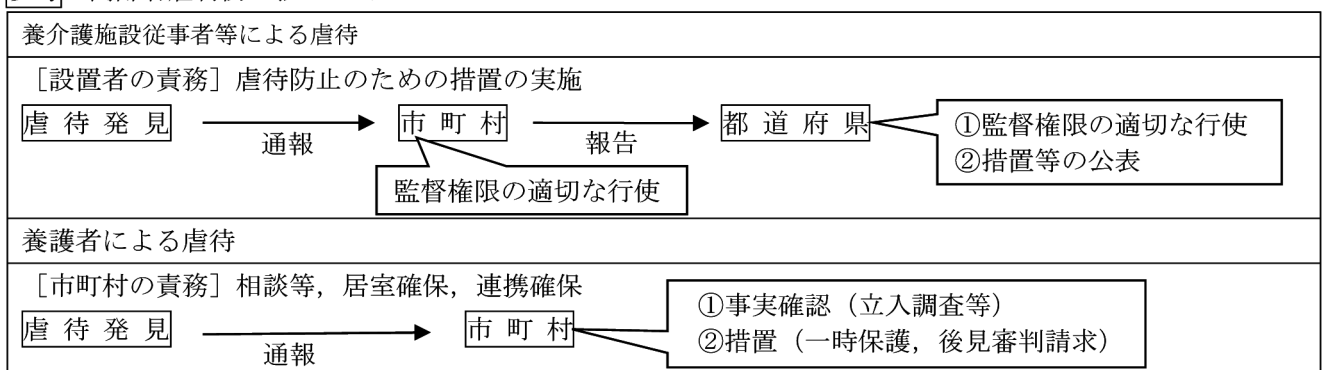 養介護施設従事者等による虐待
［設置者の責務］虐待防止のための措置の実施
虐待発見
通報
市町村
報告
都道府県
①監督権限の適切な行使
②措置等の公表
監督権限の適切な行使
養護者による虐待
［市町村の責務］相談等，居室確保，連携確保
虐待発見
通報
市町村
①事実確認（立入調査等）
②措置（一時保護，後見審判請求）